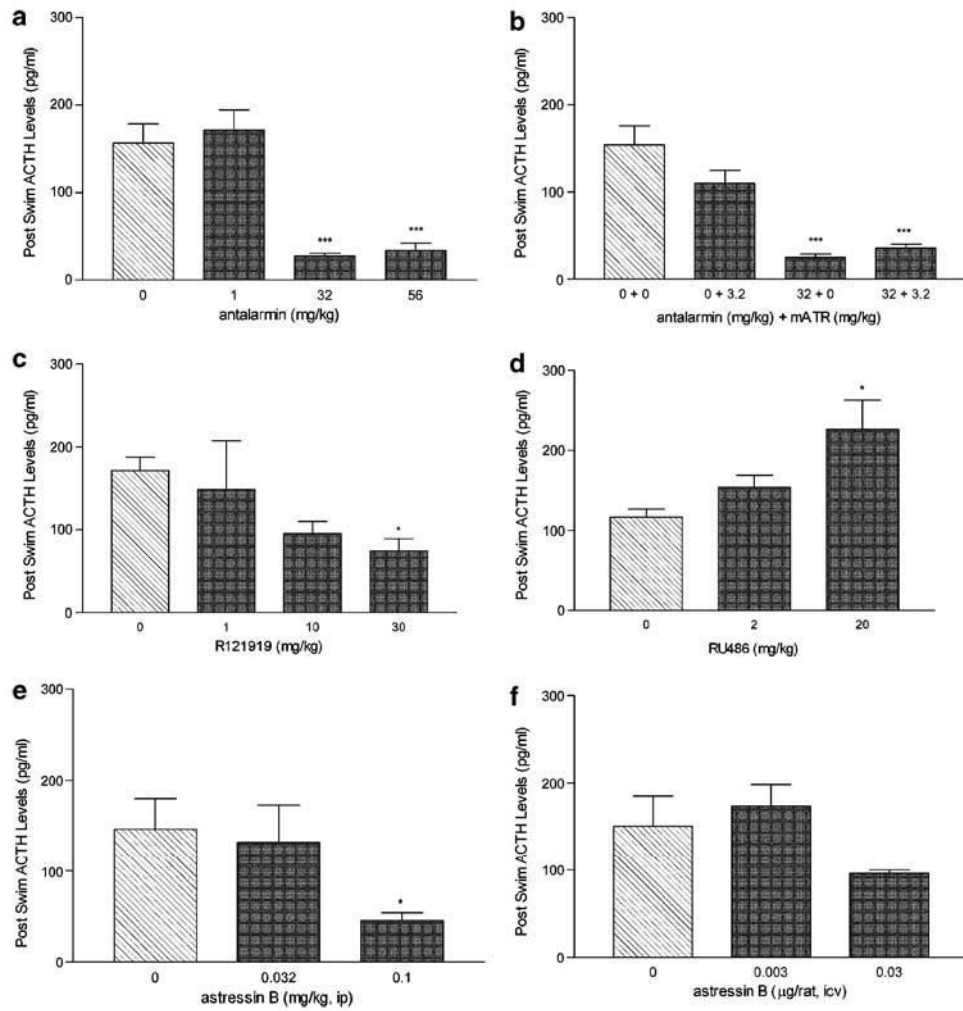 a
300
200
100
0
Post Swim ACTH Levels (pg/ml)
***
***
0 1 32 56
antalarmin (mg/kg)
b
300
200
100
0
Post Swim ACTH Levels (pg/ml)
***
***
0 + 0 0 + 3.2 32 + 0 32 + 3.2
antalarmin (mg/kg) + mATR (mg/kg)
c
300
200
100
0
Post Swim ACTH Levels (pg/ml)
*
0 1 10 30
R121919 (mg/kg)
d
300
200
100
0
Post Swim ACTH Levels (pg/ml)
*
0 2 20
RU486 (mg/kg)
e
300
200
100
0
Post Swim ACTH Levels (pg/ml)
*
0 0.032 0.1
astressin B (mg/kg, ip)
f
300
200
100
0
Post Swim ACTH Levels (pg/ml)
0 0.003 0.03
astressin B (µg/rat, icv)